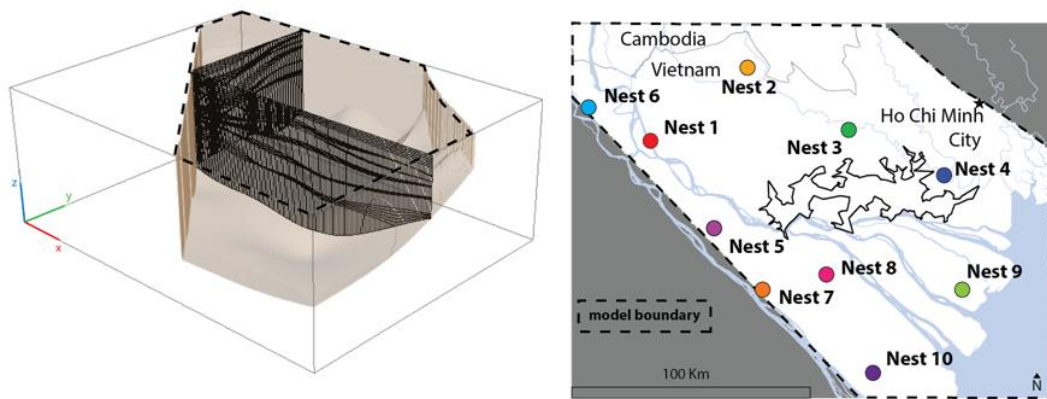 z
y
x
Cambodia
Vietnam
Nest 2
Nest 6
Nest 1
Ho Chi Minh
City
Nest 3
Nest 4
Nest 5
Nest 8
Nest 9
Nest 7
model boundary
Nest 10
100 Km
N